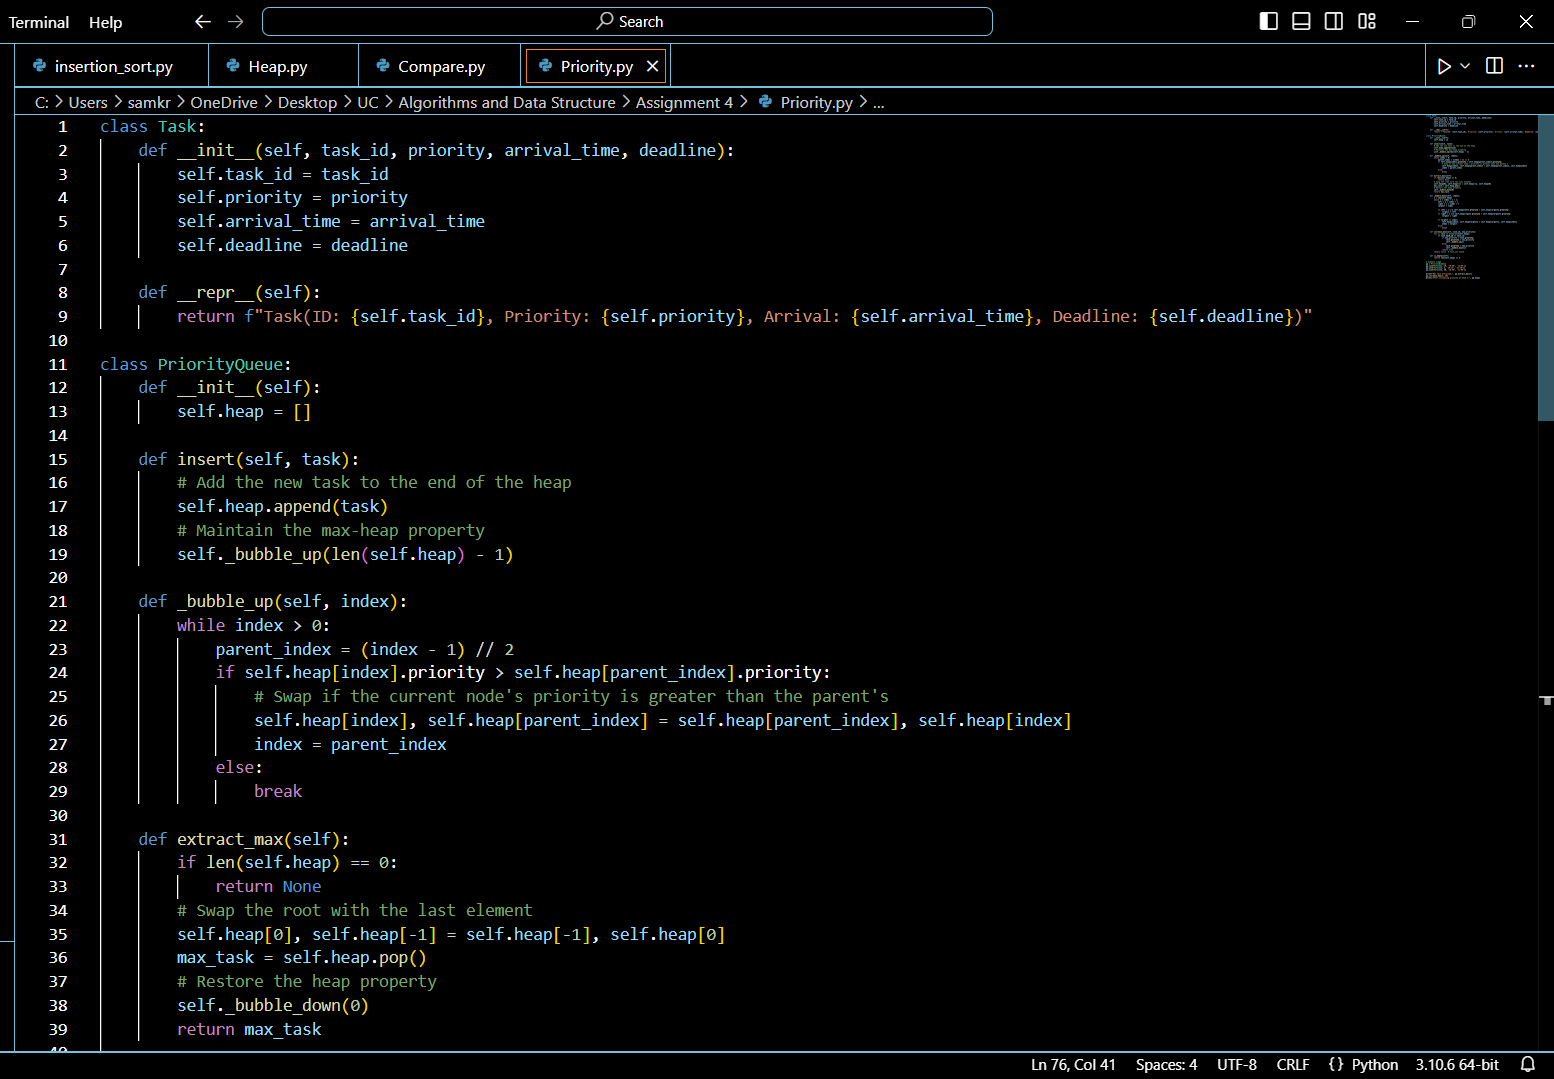 Terminal Help Search
insertion_sort.py Heap.py Compare.py Priority.py
C: > Users > samkr > OneDrive > Desktop > UC > Algorithms and Data Structure > Assignment 4 > Priority.py > ...
1 class Task:
2     def __init__(self, task_id, priority, arrival_time, deadline):
3         self.task_id = task_id
4         self.priority = priority
5         self.arrival_time = arrival_time
6         self.deadline = deadline
7
8     def __repr__(self):
9         return f"Task(ID: {self.task_id}, Priority: {self.priority}, Arrival: {self.arrival_time}, Deadline: {self.deadline})"
10
11 class PriorityQueue:
12     def __init__(self):
13         self.heap = []
14
15     def insert(self, task):
16         # Add the new task to the end of the heap
17         self.heap.append(task)
18         # Maintain the max-heap property
19         self._bubble_up(len(self.heap) - 1)
20
21     def _bubble_up(self, index):
22         while index > 0:
23             parent_index = (index - 1) // 2
24             if self.heap[index].priority > self.heap[parent_index].priority:
25                 # Swap if the current node's priority is greater than the parent's
26                 self.heap[index], self.heap[parent_index] = self.heap[parent_index], self.heap[index]
27                 index = parent_index
28             else:
29                 break
30
31     def extract_max(self):
32         if len(self.heap) == 0:
33             return None
34         # Swap the root with the last element
35         self.heap[0], self.heap[-1] = self.heap[-1], self.heap[0]
36         max_task = self.heap.pop()
37         # Restore the heap property
38         self._bubble_down(0)
39         return max_task
Ln 76, Col 41 Spaces: 4 UTF-8 CRLF {} Python 3.10.6 64-bit